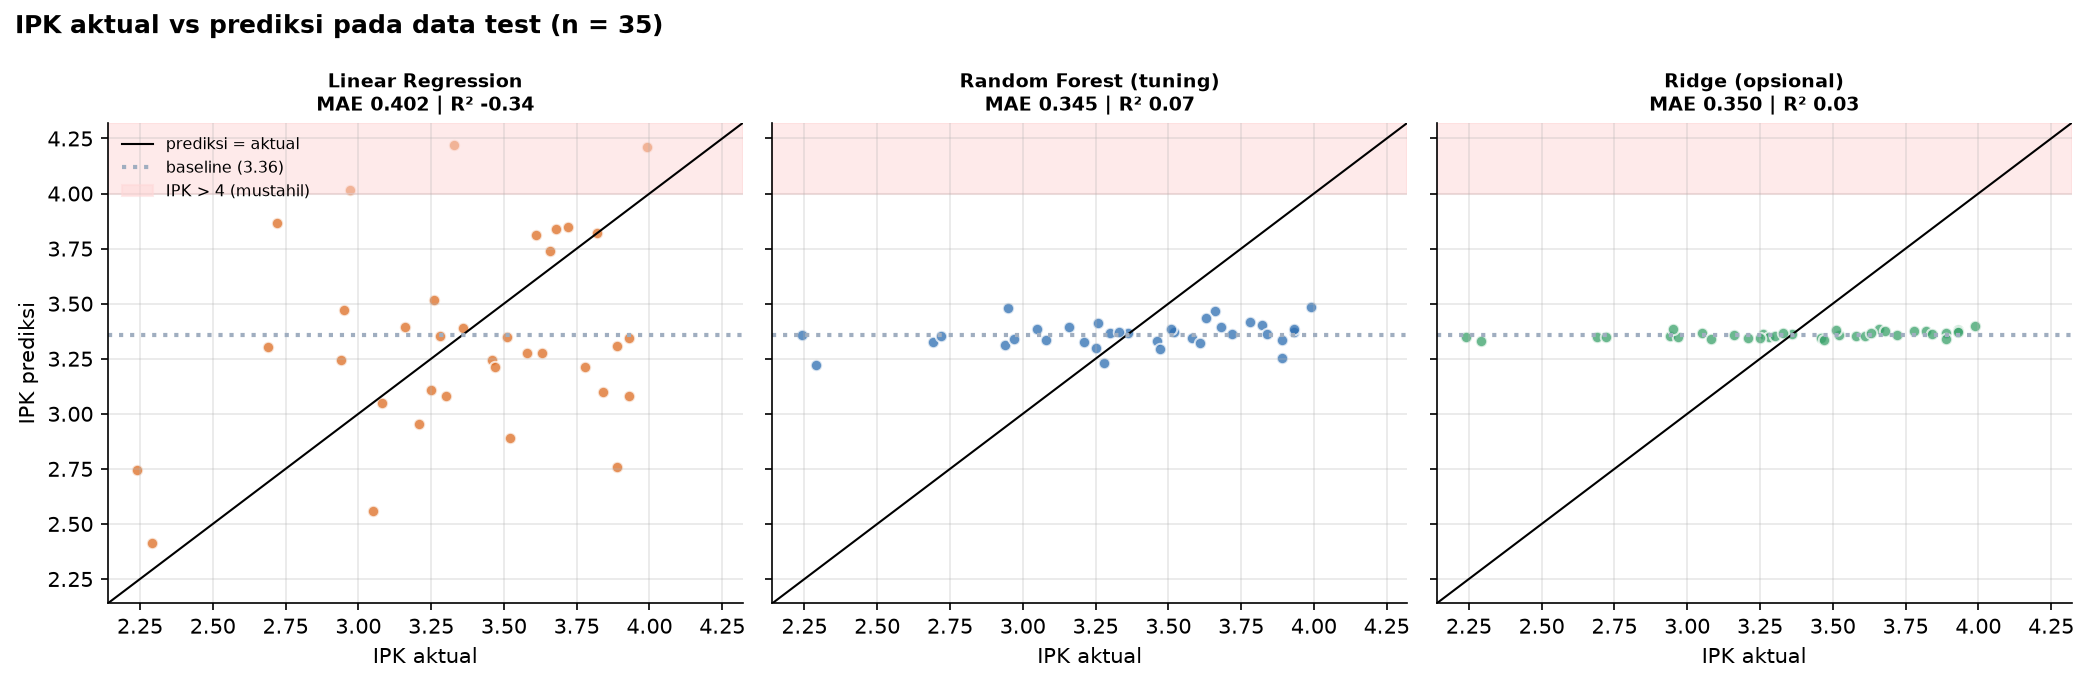 IPK aktual vs prediksi pada data test (n = 35)
Linear Regression
MAE 0.402 | R² -0.34
Random Forest (tuning)
MAE 0.345 | R² 0.07
Ridge (opsional)
MAE 0.350 | R² 0.03
prediksi = aktual
baseline (3.36)
IPK > 4 (mustahil)
IPK prediksi
4.25
4.00
3.75
3.50
3.25
3.00
2.75
2.50
2.25
2.25 2.50 2.75 3.00 3.25 3.50 3.75 4.00 4.25
2.25 2.50 2.75 3.00 3.25 3.50 3.75 4.00 4.25
2.25 2.50 2.75 3.00 3.25 3.50 3.75 4.00 4.25
IPK aktual
IPK aktual
IPK aktual